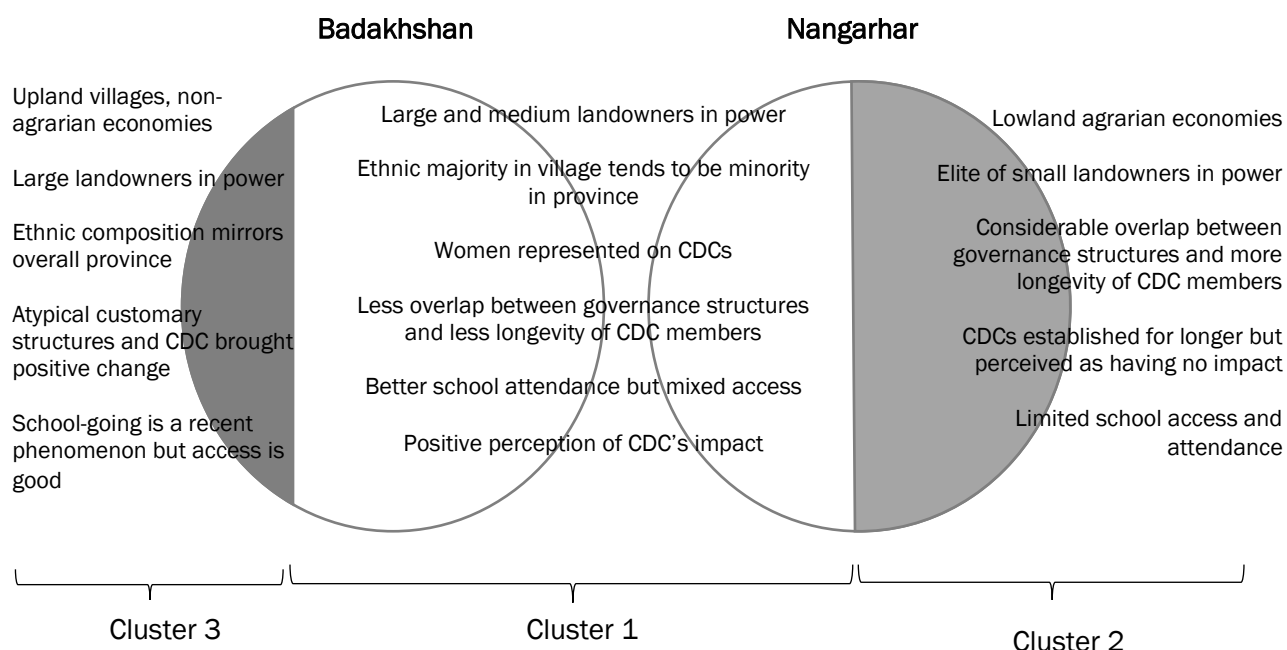 Badakhshan
Nangarhar
Upland villages, non-
agrarian economies
Large landowners in power
Ethnic composition mirrors
overall province
Atypical customary
structures and CDC brought
positive change
School-going is a recent
phenomenon but access is
good
Large and medium landowners in power
Ethnic majority in village tends to be minority
in province
Women represented on CDCs
Less overlap between governance structures
and less longevity of CDC members
Better school attendance but mixed access
Positive perception of CDC’s impact
Lowland agrarian economies
Elite of small landowners in power
Considerable overlap between
governance structures and more
longevity of CDC members
CDCs established for longer but
perceived as having no impact
Limited school access and
attendance
Cluster 3
Cluster 1
Cluster 2